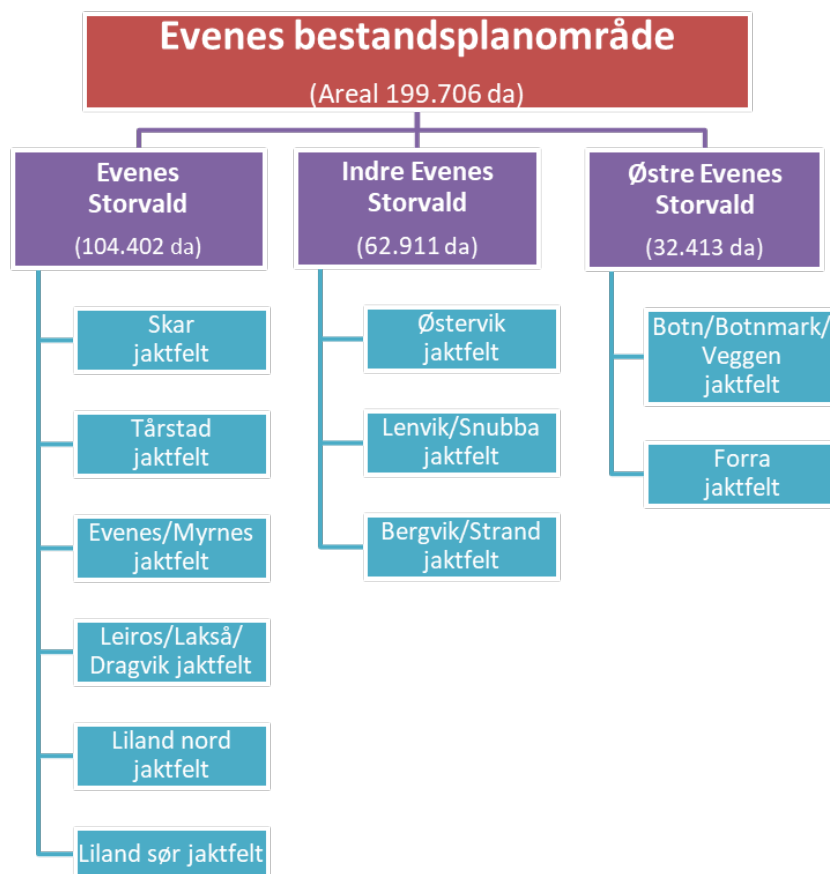 Evenes bestandsplanområde
(Areal 199.706 da)
Evenes
Storvald
(104.402 da)
Skar
jaktfelt
Tårstad
jaktfelt
Evenes/Myrnes
jaktfelt
Leiros/Lakså/
Dragvik jaktfelt
Liland nord
jaktfelt
Liland sør jaktfelt
Indre Evenes
Storvald
(62.911 da)
Østervik
jaktfelt
Lenvik/Snubba
jaktfelt
Bergvik/Strand
jaktfelt
Østre Evenes
Storvald
(32.413 da)
Botn/Botnmark/
Veggen
jaktfelt
Forra
jaktfelt